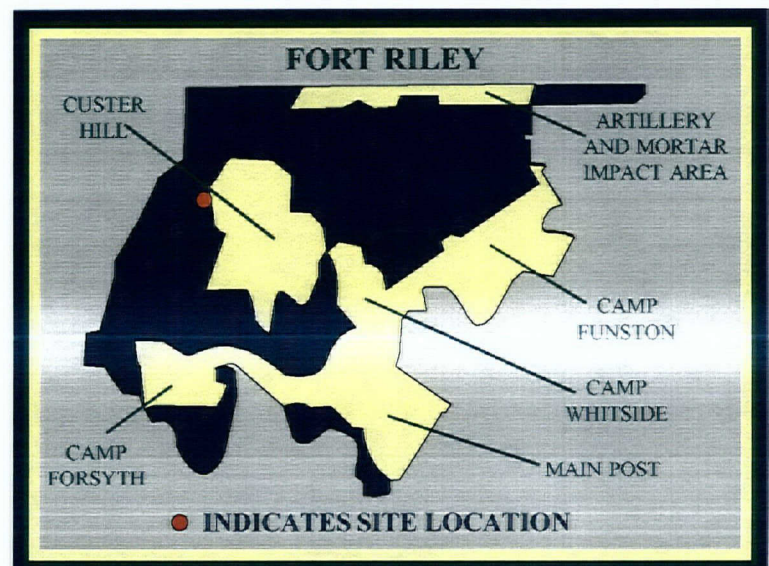 FORT RILEY
CUSTER
HILL
ARTILLERY
AND MORTAR
IMPACT AREA
CAMP
FUNSTON
CAMP
WHITSIDE
CAMP
FORSYTH
MAIN POST
INDICATES SITE LOCATION